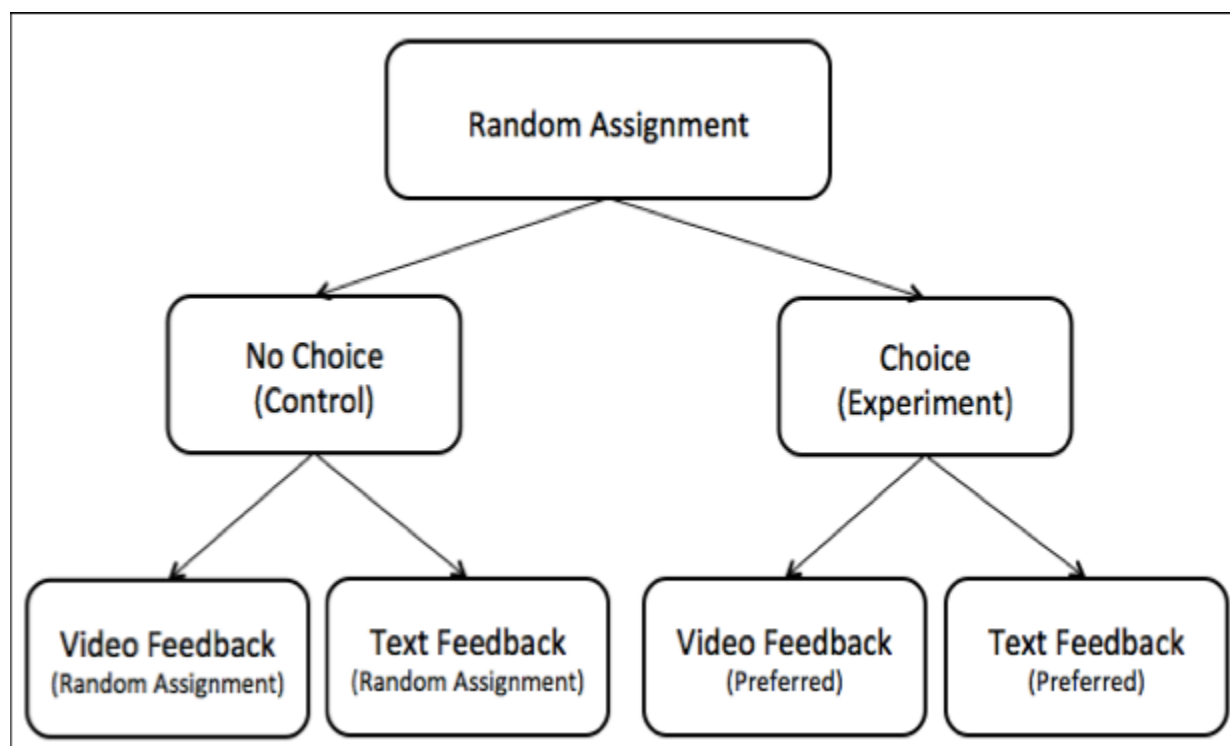 Random Assignment
No Choice
(Control)
Choice
(Experiment)
Video Feedback
(Random Assignment)
Text Feedback
(Random Assignment)
Video Feedback
(Preferred)
Text Feedback
(Preferred)